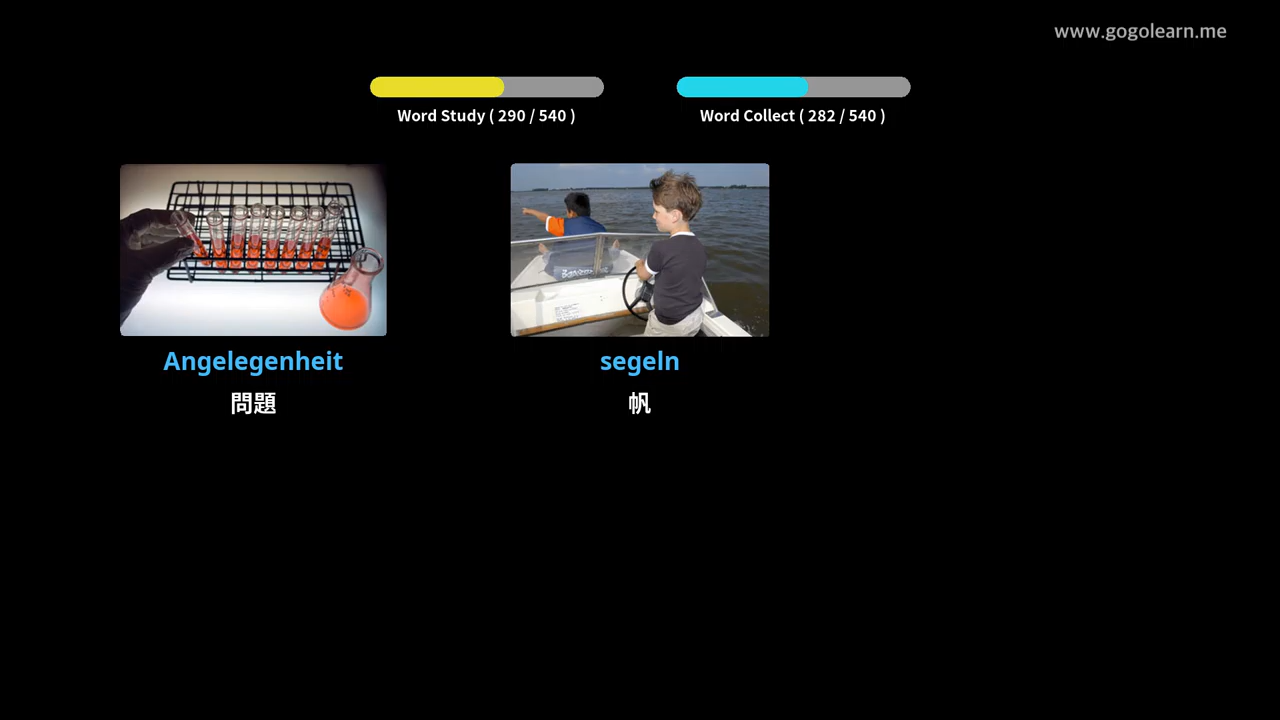 www.gogolearn.me
Word Study ( 290 / 540 )
Word Collect ( 282 / 540 )
Angelegenheit
segeln
問題
帆